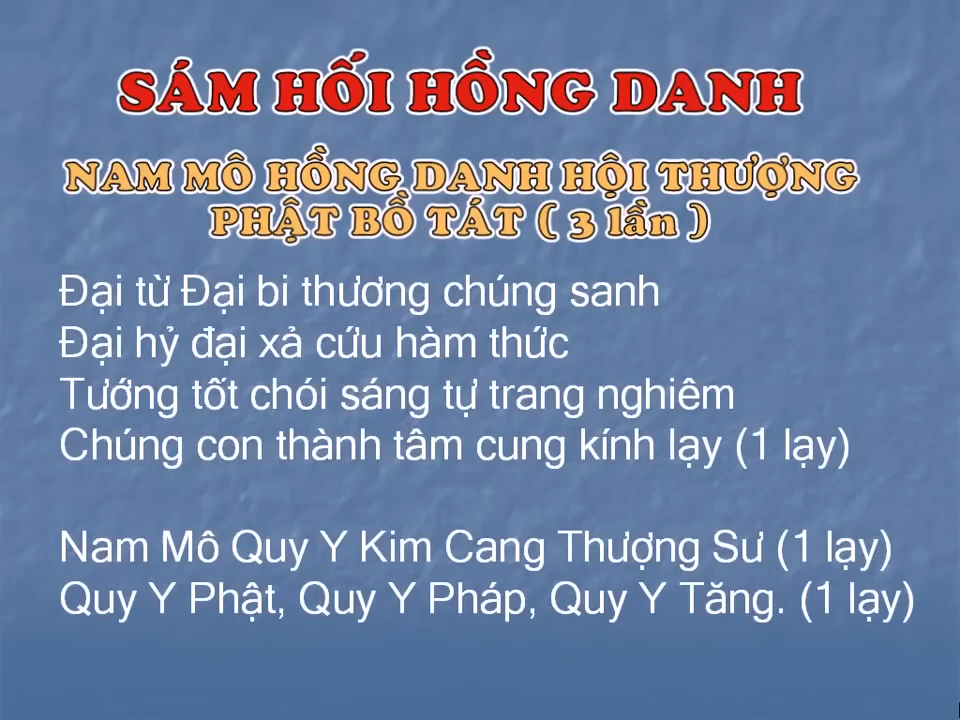 SÁM HỐI HỒNG DANH
NAM MÔ HỒNG DANH HỘI THƯỢNG
PHẬT BỒ TÁT ( 3 lần )
Đại từ Đại bi thương chúng sanh
Đại hỷ đại xả cứu hàm thức
Tướng tốt chói sáng tự trang nghiêm
Chúng con thành tâm cung kính lạy (1 lạy)
Nam Mô Quy Y Kim Cang Thượng Sư (1 lạy)
Quy Y Phật, Quy Y Pháp, Quy Y Tăng. (1 lạy)